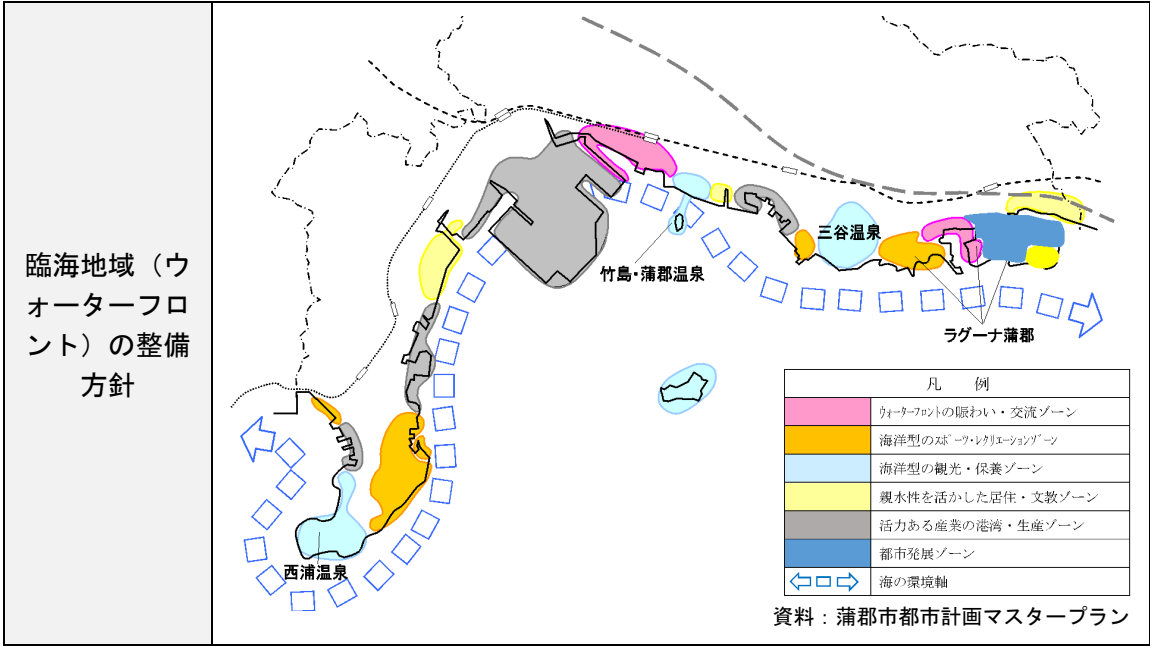 臨海地域（ウ
ォーターフロ
ント）の整備
方針
三谷温泉
竹島・蒲郡温泉
ラグーナ蒲郡
西浦温泉
凡　例
ｳｫｰﾀｰﾌﾛﾝﾄの賑わい・交流ゾーン
海洋型のｽﾎﾟｰﾂ・ﾚｸﾘｴｰｼｮﾝｿﾞｰﾝ
海洋型の観光・保養ゾーン
親水性を活かした居住・文教ゾーン
活力ある産業の港湾・生産ゾーン
都市発展ゾーン
海の環境軸
資料：蒲郡市都市計画マスタープラン